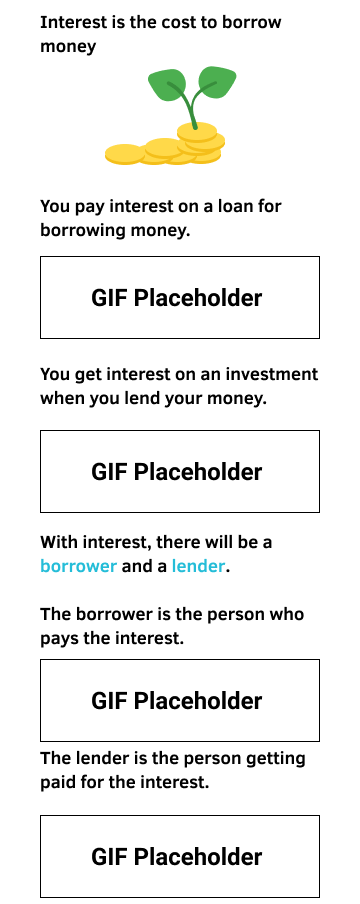 Interest is the cost to borrow
money
You pay interest on a loan for
borrowing money.
GIF Placeholder
You get interest on an investment
when you lend your money.
GIF Placeholder
With interest, there will be a
borrower and a lender.
The borrower is the person who
pays the interest.
GIF Placeholder
The lender is the person getting
paid for the interest.
GIF Placeholder